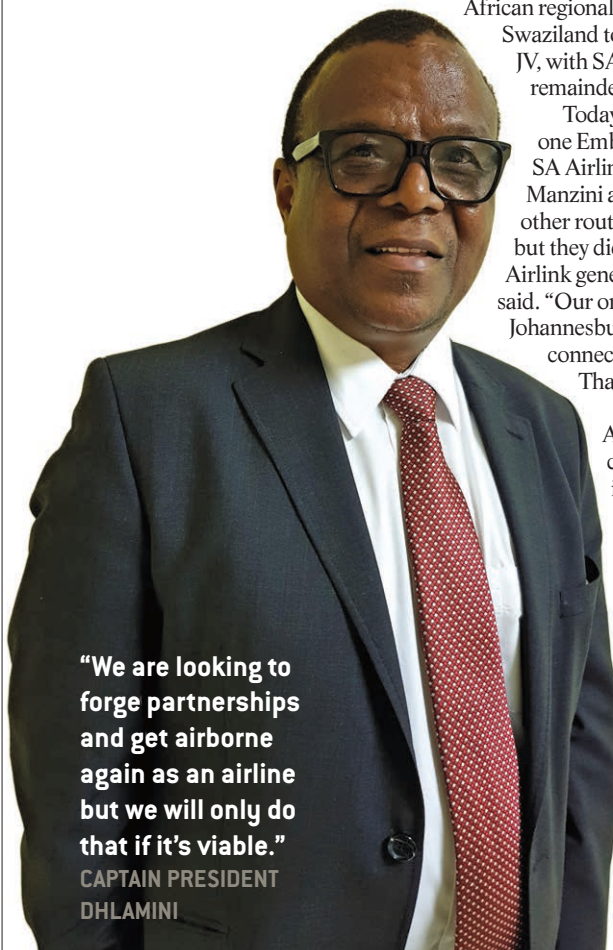 African regional
Swaziland te
JV, with SA
remainde
Today
one Emb
SA Airlin
Manzini a
other rout
but they di
Airlink gene
said. “Our o
Johannesbu
connec
Tha
A
“We are looking to
forge partnerships
and get airborne
again as an airline
but we will only do
that if it’s viable.”
CAPTAIN PRESIDENT
DHLAMINI